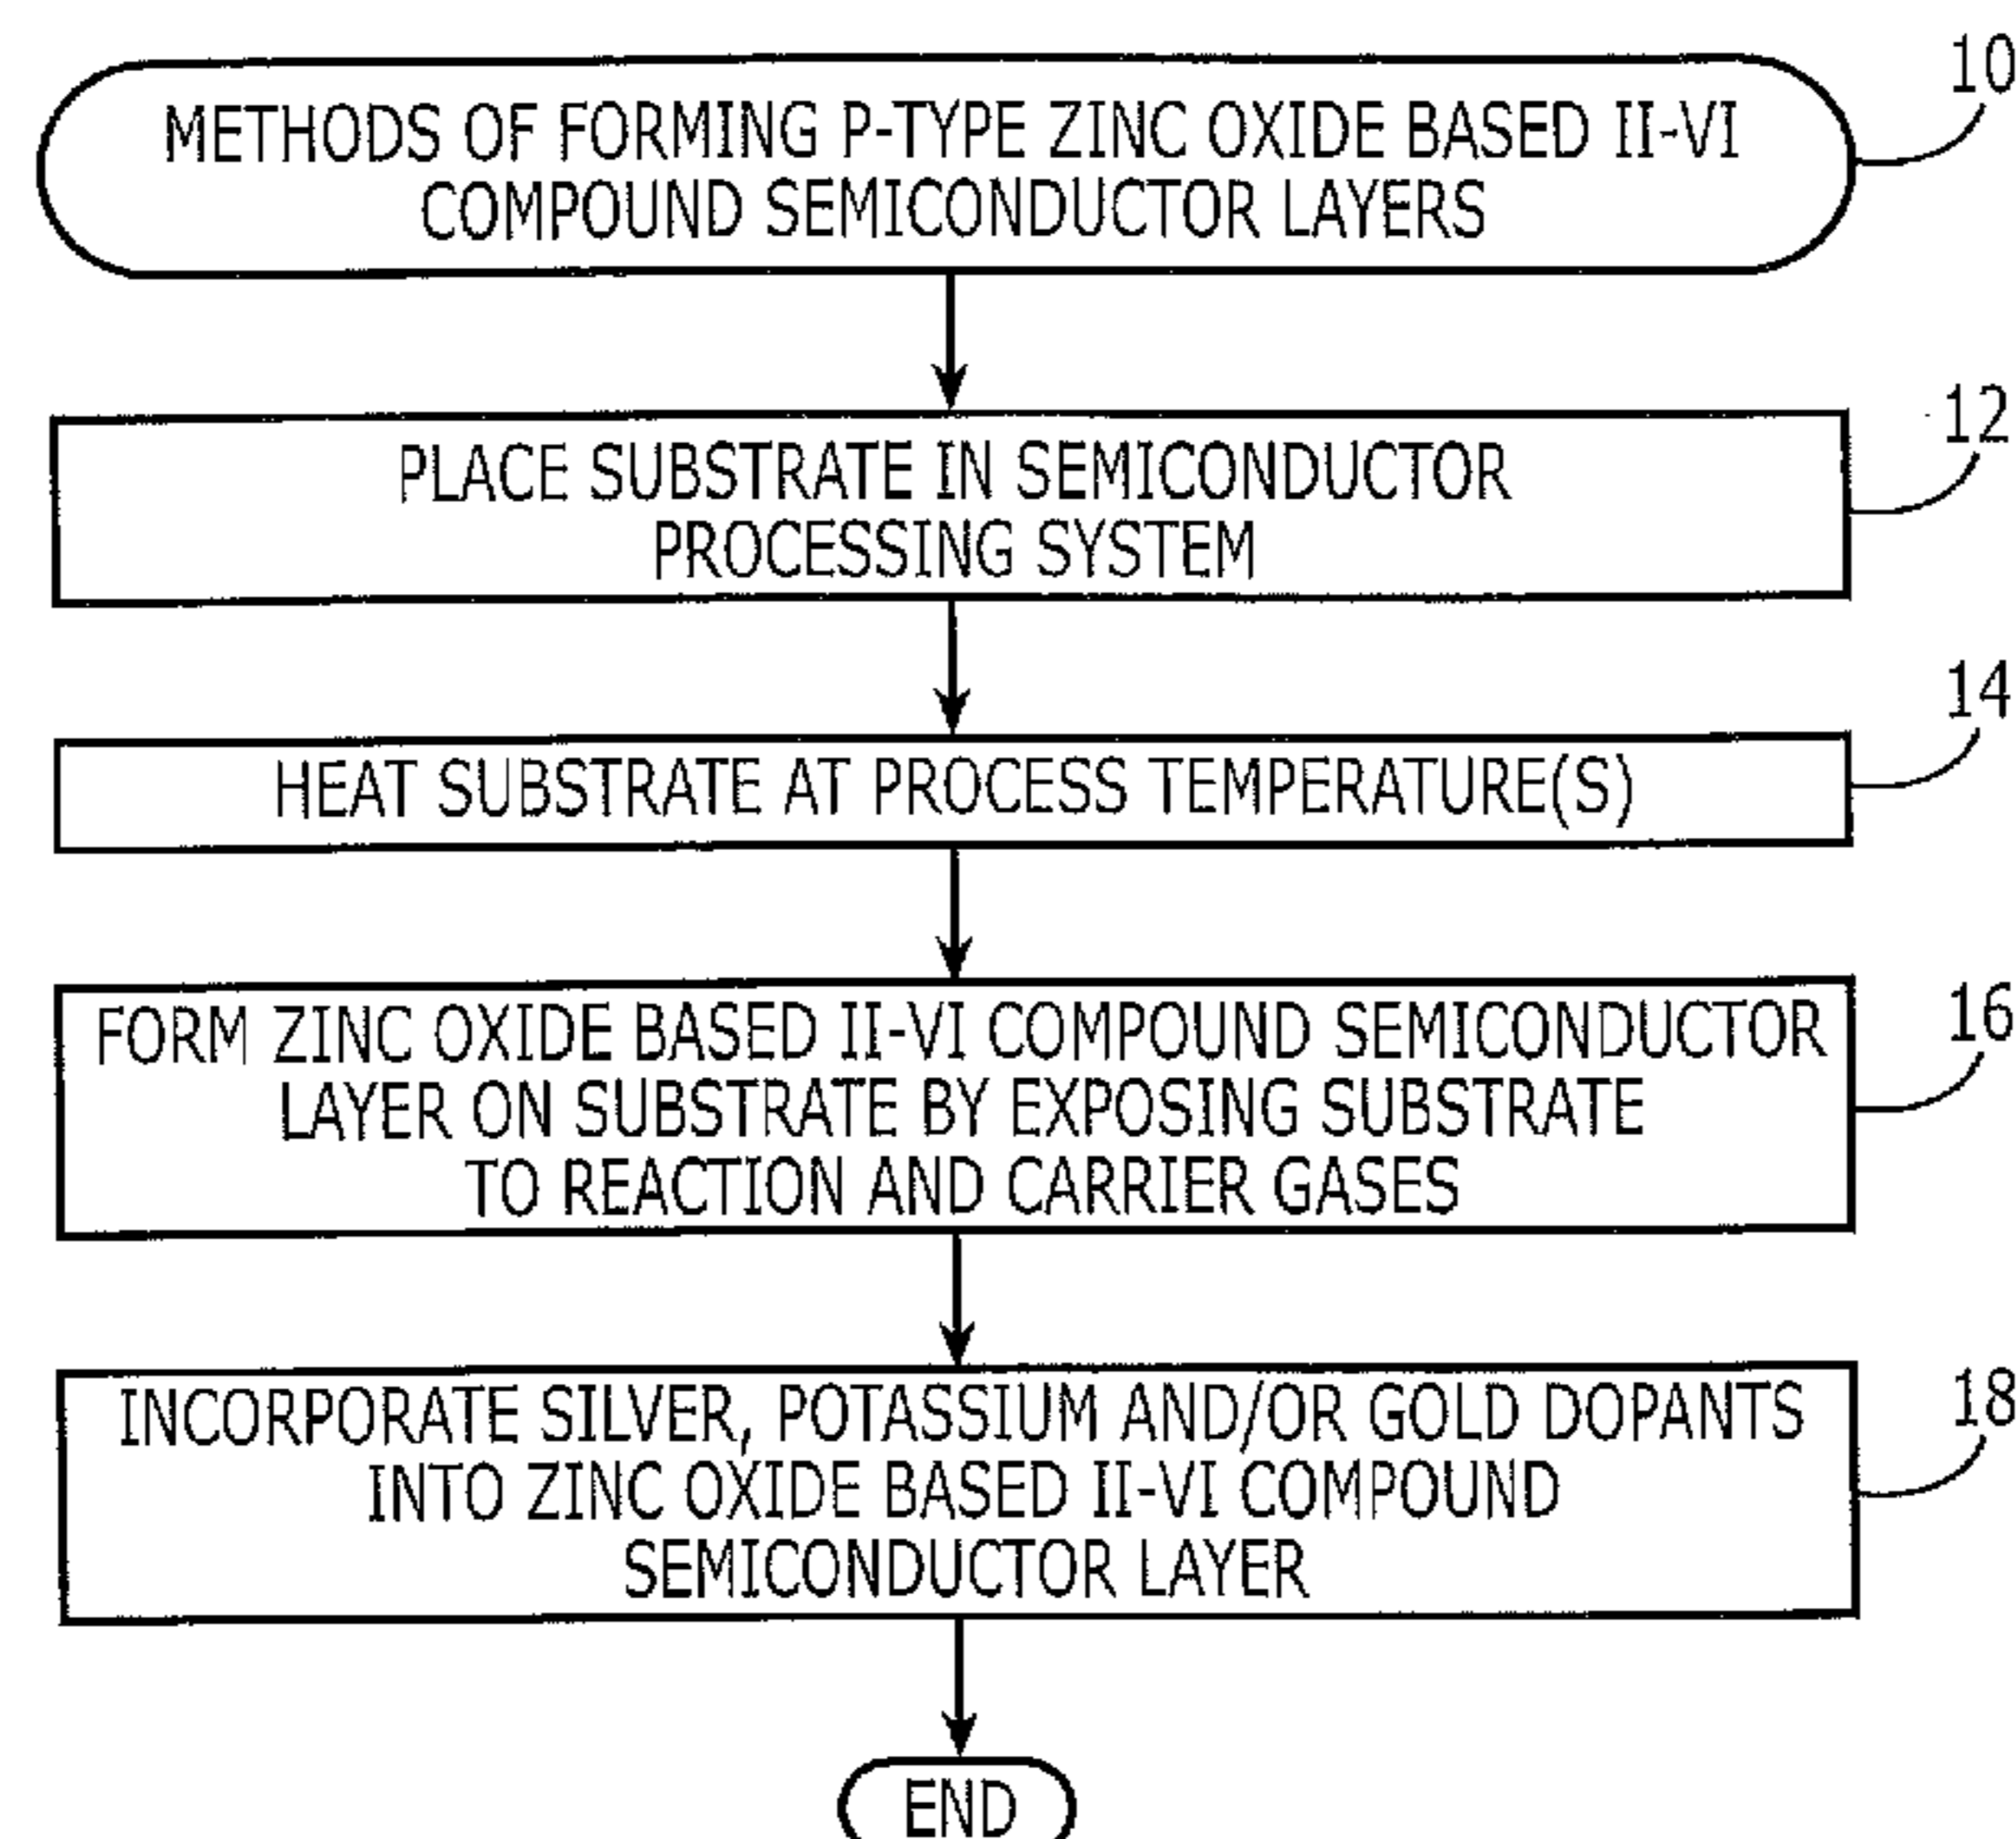 10
METHODS OF FORMING P-TYPE ZINC OXIDE BASED II-VI
COMPOUND SEMICONDUCTOR LAYERS
12
PLACE SUBSTRATE IN SEMICONDUCTOR
PROCESSING SYSTEM
14
HEAT SUBSTRATE AT PROCESS TEMPERATURE(S)
16
FORM ZINC OXIDE BASED II-VI COMPOUND SEMICONDUCTOR
LAYER ON SUBSTRATE BY EXPOSING SUBSTRATE
TO REACTION AND CARRIER GASES
18
INCORPORATE SILVER, POTASSIUM AND/OR GOLD DOPANTS
INTO ZINC OXIDE BASED II-VI COMPOUND
SEMICONDUCTOR LAYER
END